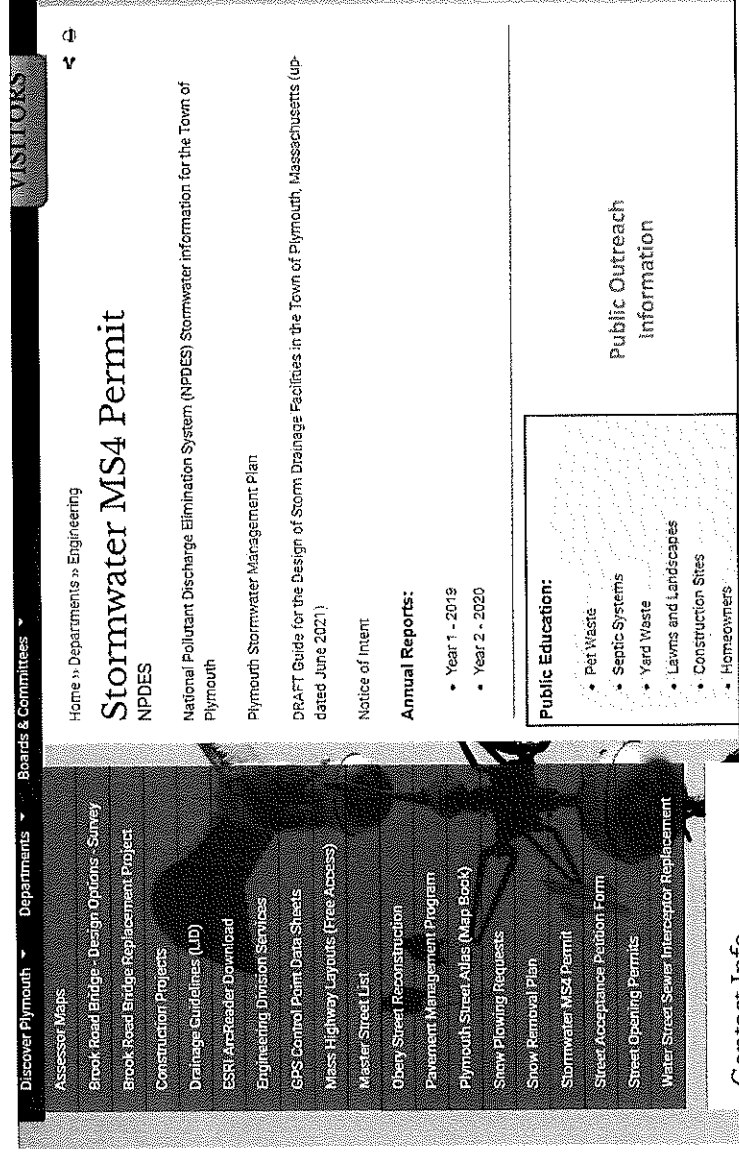 VISITORS
Discover Plymouth
Departments
Boards & Committees
Assessor Maps
Brook Road Bridge - Design Options - Survey
Brook Road Bridge Replacement Project
Construction Projects
Drainage Guidelines (LID)
ESRI ArcReader Download
Engineering Division Services
GPS Control Point Data Sheets
Mass Highway Layouts (Free Access)
Master Street List
Obery Street Reconstruction
Pavement Management Program
Plymouth Street Atlas (Map Book)
Snow Plowing Requests
Snow Removal Plan
Stormwater MS4 Permit
Street Acceptance Petition Form
Street Opening Permits
Water Street Sewer Interceptor Replacement
Contact Info
Home » Departments » Engineering
Stormwater MS4 Permit
NPDES
National Pollutant Discharge Elimination System (NPDES) Stormwater information for the Town of
Plymouth
Plymouth Stormwater Management Plan
DRAFT Guide for the Design of Storm Drainage Facilities in the Town of Plymouth, Massachusetts (up-
dated June 2021)
Notice of Intent
Annual Reports:
• Year 1 - 2019
• Year 2 - 2020
Public Education:
• Pet Waste
• Septic Systems
• Yard Waste
• Lawns and Landscapes
• Construction Sites
• Homeowners
Public Outreach
Information